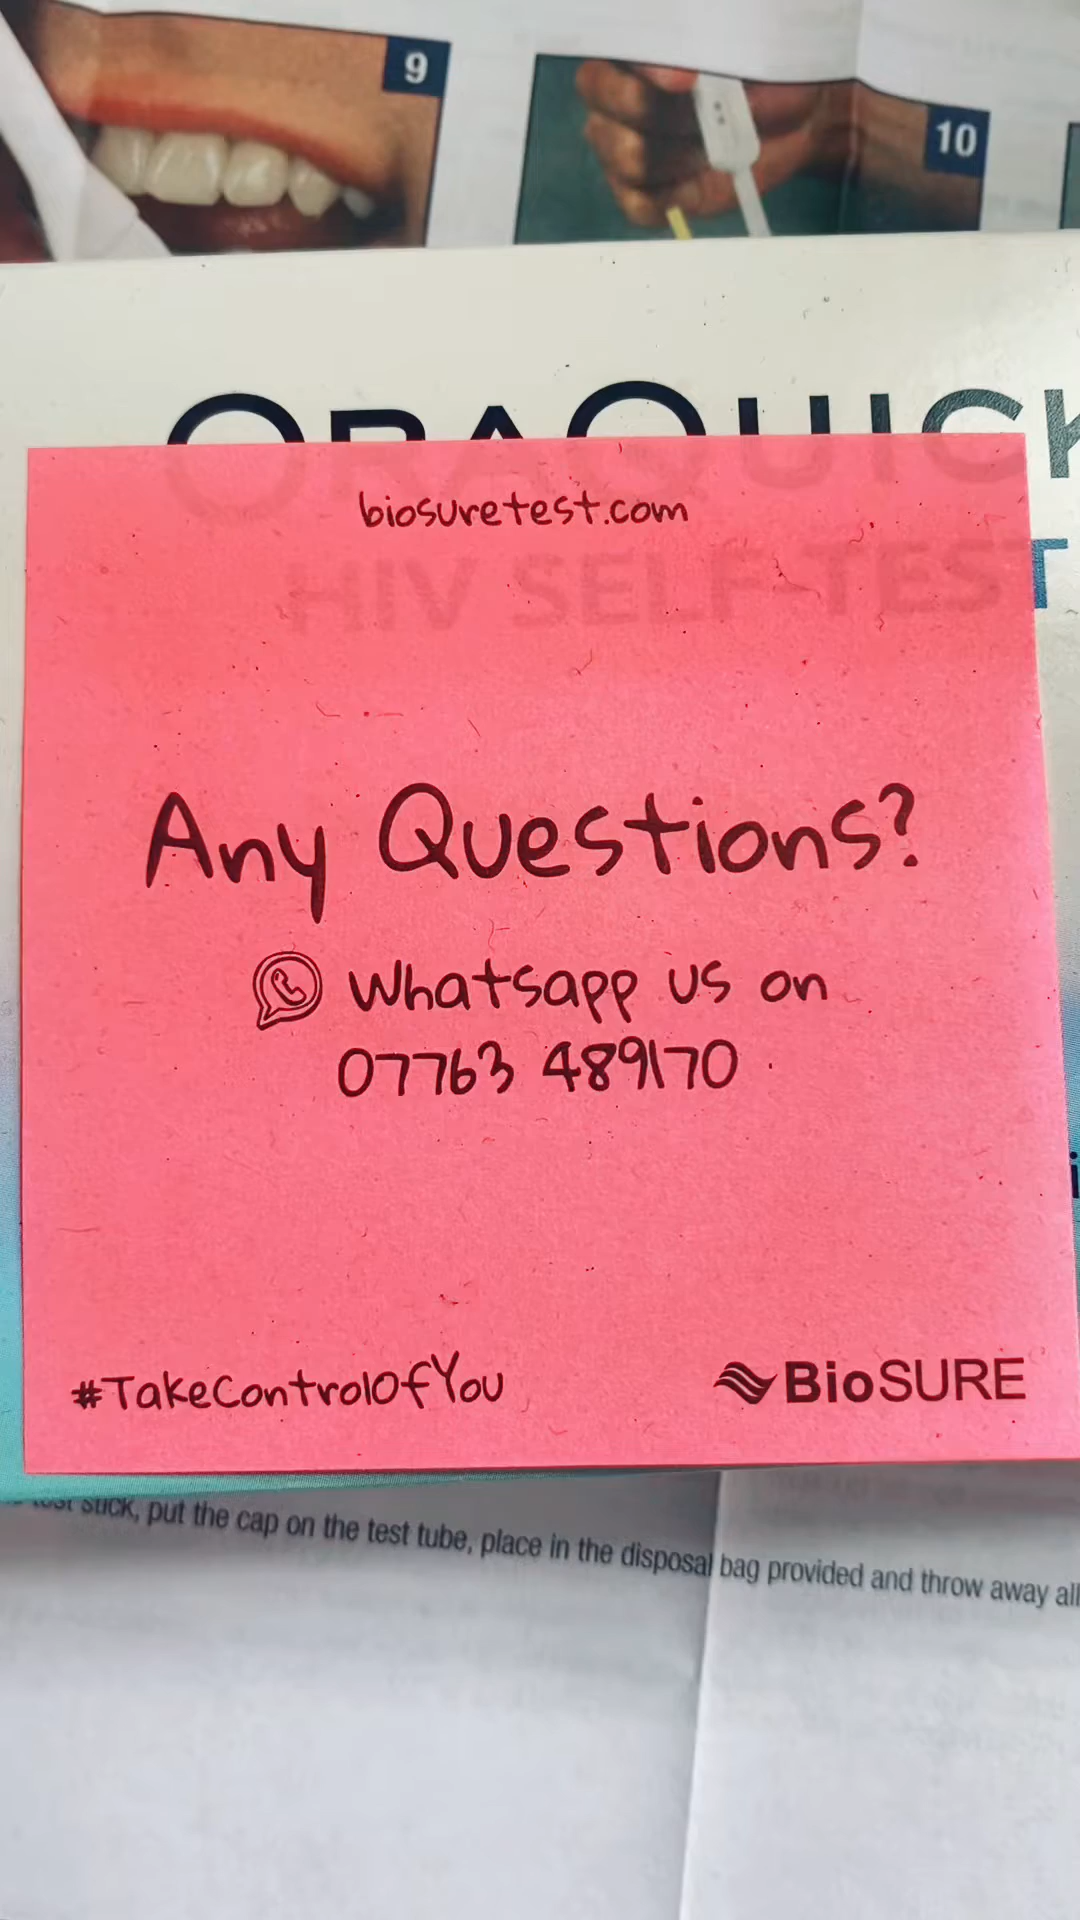 9
10
ORAQUICK
biosuretest.com
HIV SELF-TEST
Any Questions?
Whatsapp us on
07763 489170
#TakeControlOfYou
BioSURE
test stick, put the cap on the test tube, place in the disposal bag provided and throw away all